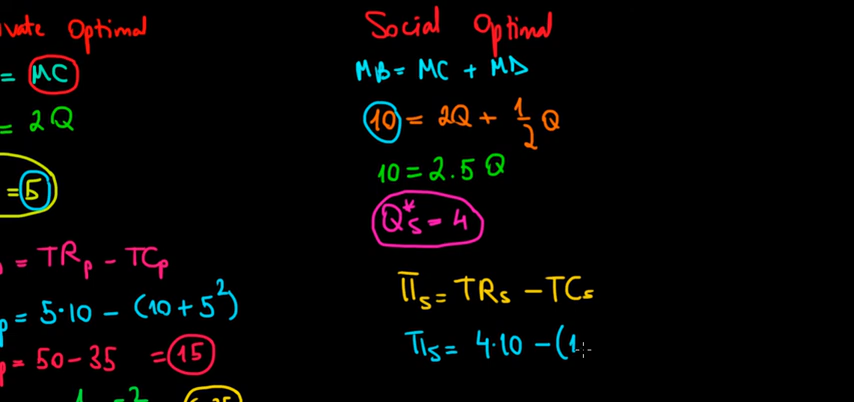 vate Optimal
= MC
= 2Q
= 5
= TRp - TCp
p = 5·10 - (10 + 5²)
p = 50 - 35 = 15
Social Optimal
MB = MC + MD
10 = 2Q + 1/2 Q
10 = 2.5 Q
Q*s = 4
Πs = TRs - TCs
Πs = 4·10 - (1